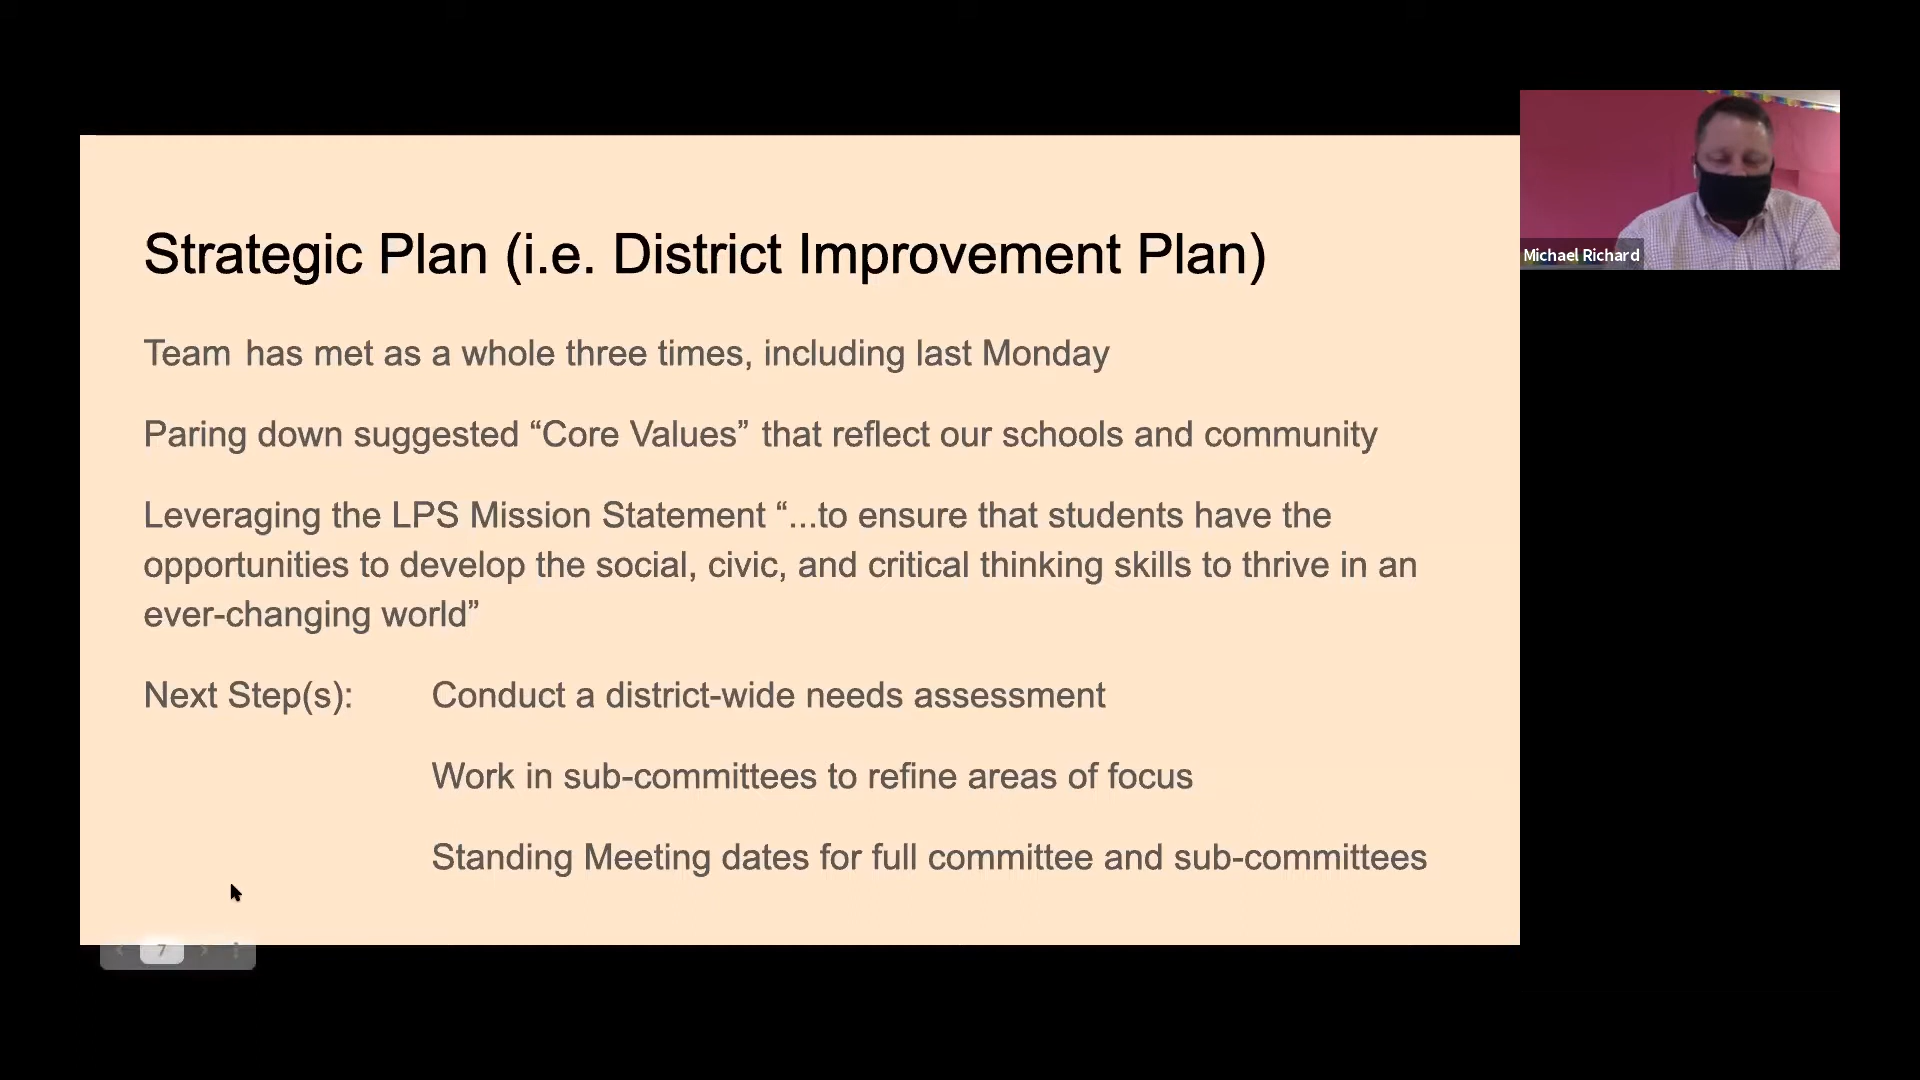 Strategic Plan (i.e. District Improvement Plan)
Team has met as a whole three times, including last Monday
Paring down suggested “Core Values” that reflect our schools and community
Leveraging the LPS Mission Statement “...to ensure that students have the
opportunities to develop the social, civic, and critical thinking skills to thrive in an
ever-changing world”
Next Step(s): Conduct a district-wide needs assessment
Work in sub-committees to refine areas of focus
Standing Meeting dates for full committee and sub-committees
7
Michael Richard